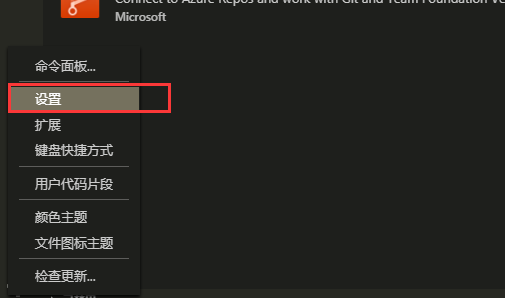 Connect to Azure Repos and work with Git and Team Foundation Ve
Microsoft
命令面板...
设置
扩展
键盘快捷方式
用户代码片段
颜色主题
文件图标主题
检查更新...